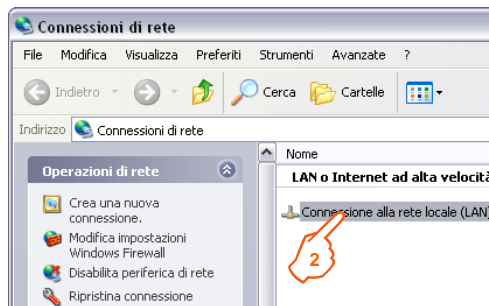 Connessioni di rete
File Modifica Visualizza Preferiti Strumenti Avanzate ?
Indietro Cerca Cartelle
Indirizzo Connessioni di rete
Nome
Operazioni di rete
LAN o Internet ad alta velocità
Crea una nuova
connessione.
Connessione alla rete locale (LAN)
Modifica impostazioni
Windows Firewall
2
Disabilita periferica di rete
Ripristina connessione